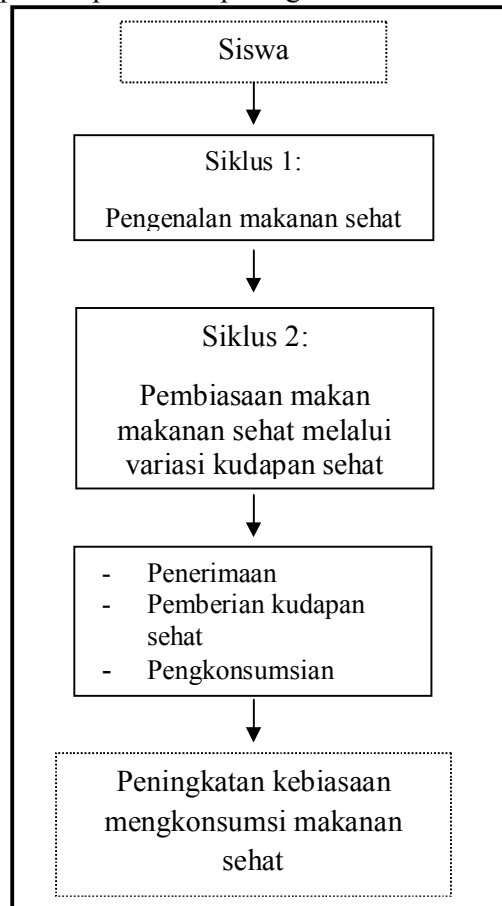 Siswa
Siklus 1:
Pengenalan makanan sehat
Siklus 2:
Pembiasaan makan
makanan sehat melalui
variasi kudapan sehat
- Penerimaan
- Pemberian kudapan
sehat
- Pengkonsumsian
Peningkatan kebiasaan
mengkonsumsi makanan
sehat